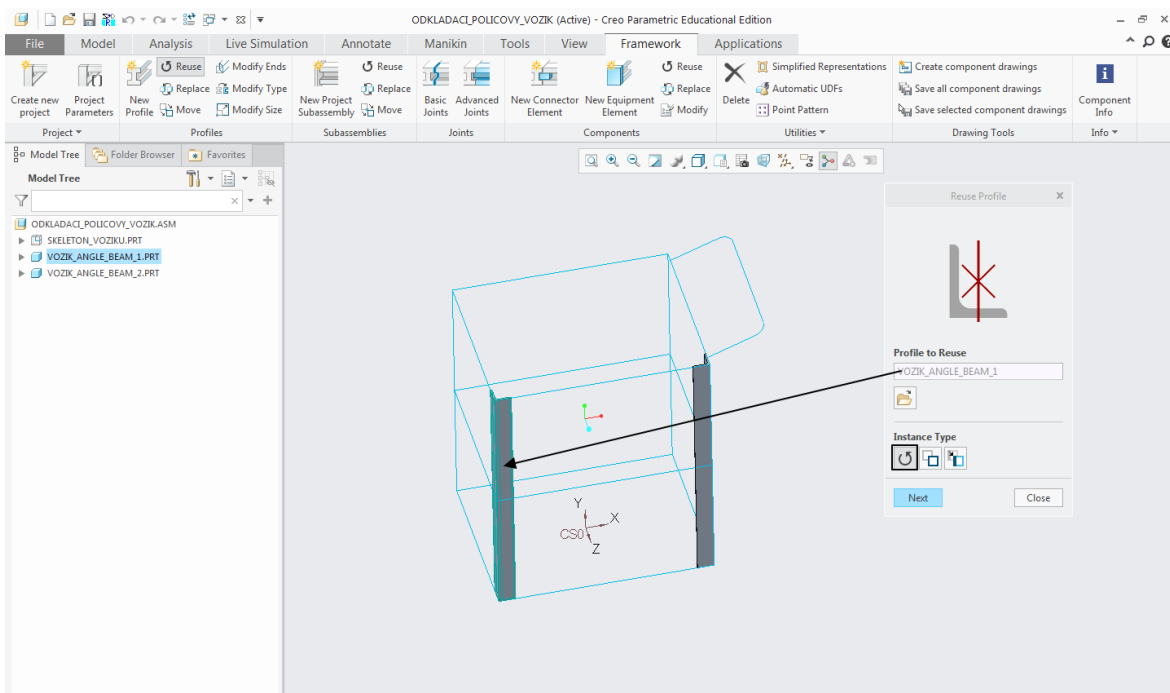 ODKLADACI_POLICOVY_VOZIK (Active) - Creo Parametric Educational Edition
File Model Analysis Live Simulation Annotate Manikin Tools View Framework Applications
Reuse Modify Ends Reuse Reuse Simplified Representations Create component drawings
Replace Modify Type Replace Replace Automatic UDFs Save all component drawings
Create new project
Project Parameters
New Profile
Move Modify Size
New Project Subassembly
Move
Basic Joints
Advanced Joints
New Connector Element
New Equipment Element
Modify
Delete
Point Pattern
Save selected component drawings
Component Info
Project Profiles Subassemblies Joints Components Utilities Drawing Tools Info
Model Tree Folder Browser Favorites
Model Tree
ODKLADACI_POLICOVY_VOZIK.ASM
SKELETON_VOZIKU.PRT
VOZIK_ANGLE_BEAM_1.PRT
VOZIK_ANGLE_BEAM_2.PRT
Y
X
CS0
Z
Reuse Profile
Profile to Reuse
VOZIK_ANGLE_BEAM_1
Instance Type
Next Close